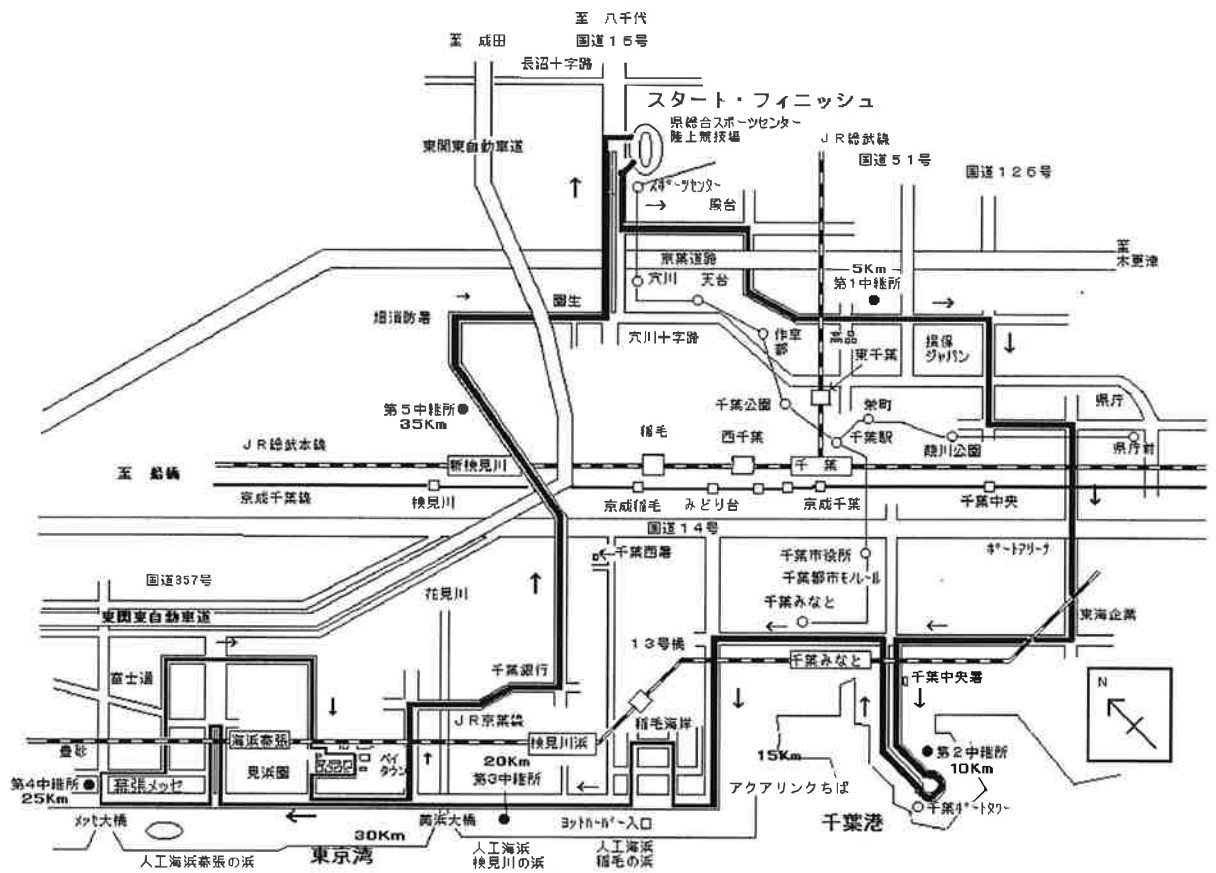 至 八千代
国道15号
至 成田
長沼十字路
スタート・フィニッシュ
県総合スポーツセンター
陸上競技場
JR総武線
国道51号
国道126号
東関東自動車道
スポーツセンター
殿台
京葉道路
至
木更津
5Km
第1中継所
穴川
天台
園生
畑消防署
穴川十字路
作草
部
高品
東千葉
損保
ジャパン
第5中継所
35Km
千葉公園
栄町
県庁
JR総武本線
稲毛
西千葉
千葉駅
葭川公園
県庁前
至 船橋
新検見川
千 葉
京成千葉線
検見川
京成稲毛
みどり台
京成千葉
千葉中央
国道14号
千葉西署
千葉市役所
ポートアリーナ
国道357号
千葉都市モノレール
花見川
千葉みなと
東関東自動車道
東海企業
13号橋
千葉銀行
千葉みなと
富士通
千葉中央署
N
JR京葉線
稲毛海岸
豊砂
海浜幕張
検見川浜
ベイ
タウン
見浜園
20Km
15Km
第2中継所
10Km
第3中継所
第4中継所
25Km
幕張メッセ
アクアリンクちば
千葉ポートタワー
メッセ大橋
美浜大橋
ヨットハーバー入口
千葉港
30Km
人工海浜幕張の浜
東京湾
人工海浜
検見川の浜
人工海浜
稲毛の浜